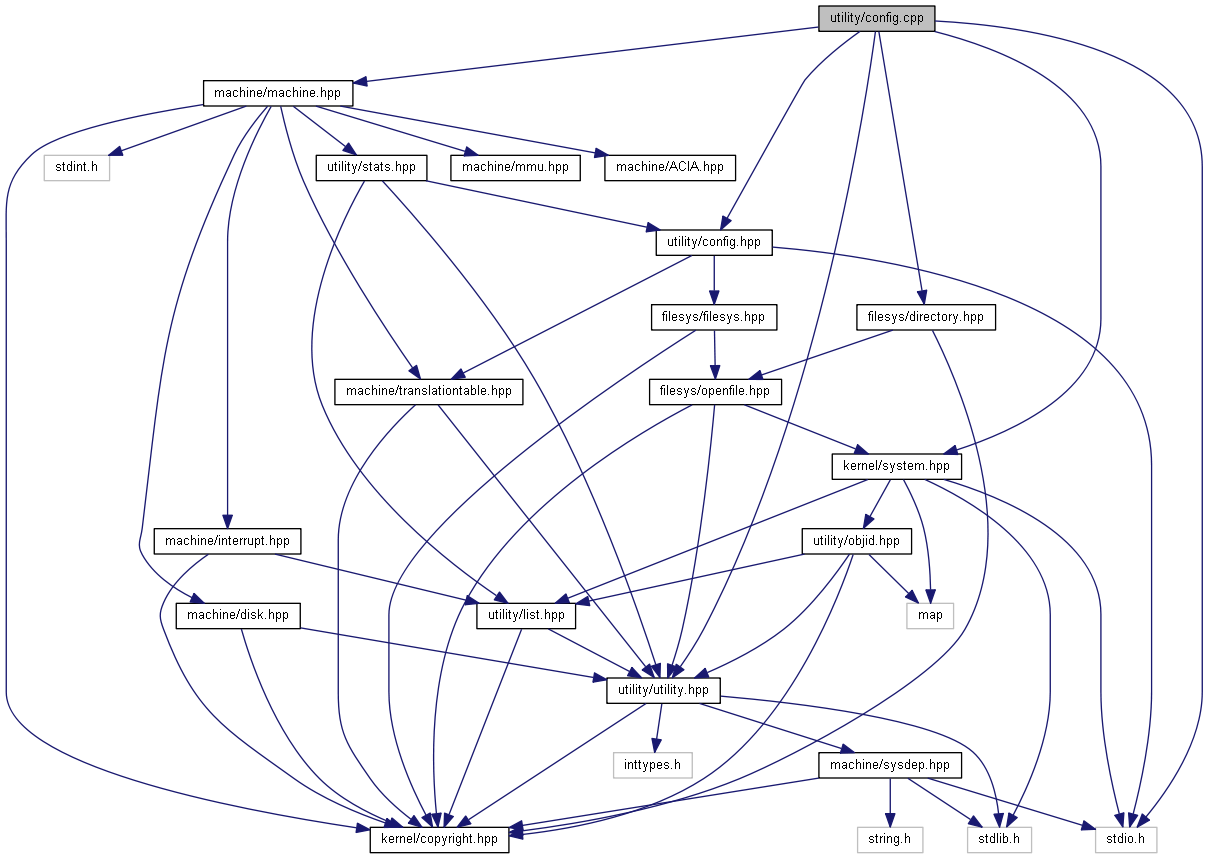 utility/config.cpp
machine/machine.hpp
stdint.h
utility/stats.hpp
machine/mmu.hpp
machine/ACIA.hpp
utility/config.hpp
filesys/filesys.hpp
filesys/directory.hpp
machine/translationtable.hpp
filesys/openfile.hpp
kernel/system.hpp
machine/interrupt.hpp
utility/objid.hpp
machine/disk.hpp
utility/list.hpp
map
utility/utility.hpp
inttypes.h
machine/sysdep.hpp
kernel/copyright.hpp
string.h
stdlib.h
stdio.h